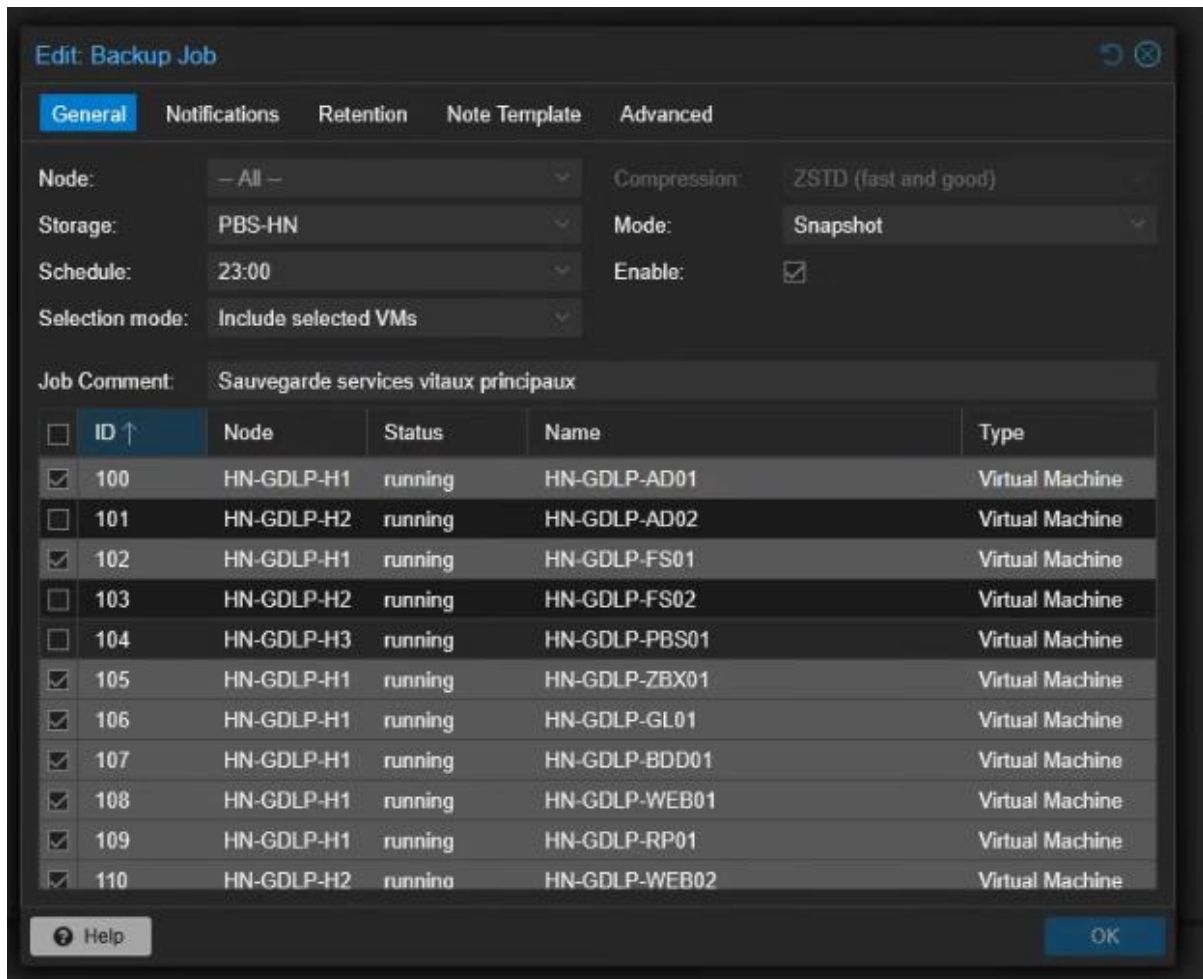 Edit: Backup Job
General Notifications Retention Note Template Advanced
Node: -- All -- Compression: ZSTD (fast and good)
Storage: PBS-HN Mode: Snapshot
Schedule: 23:00 Enable:
Selection mode: Include selected VMs
Job Comment: Sauvegarde services vitaux principaux
ID ↑ Node Status Name Type
100 HN-GDLP-H1 running HN-GDLP-AD01 Virtual Machine
101 HN-GDLP-H2 running HN-GDLP-AD02 Virtual Machine
102 HN-GDLP-H1 running HN-GDLP-FS01 Virtual Machine
103 HN-GDLP-H2 running HN-GDLP-FS02 Virtual Machine
104 HN-GDLP-H3 running HN-GDLP-PBS01 Virtual Machine
105 HN-GDLP-H1 running HN-GDLP-ZBX01 Virtual Machine
106 HN-GDLP-H1 running HN-GDLP-GL01 Virtual Machine
107 HN-GDLP-H1 running HN-GDLP-BDD01 Virtual Machine
108 HN-GDLP-H1 running HN-GDLP-WEB01 Virtual Machine
109 HN-GDLP-H1 running HN-GDLP-RP01 Virtual Machine
110 HN-GDLP-H2 running HN-GDLP-WEB02 Virtual Machine
Help OK